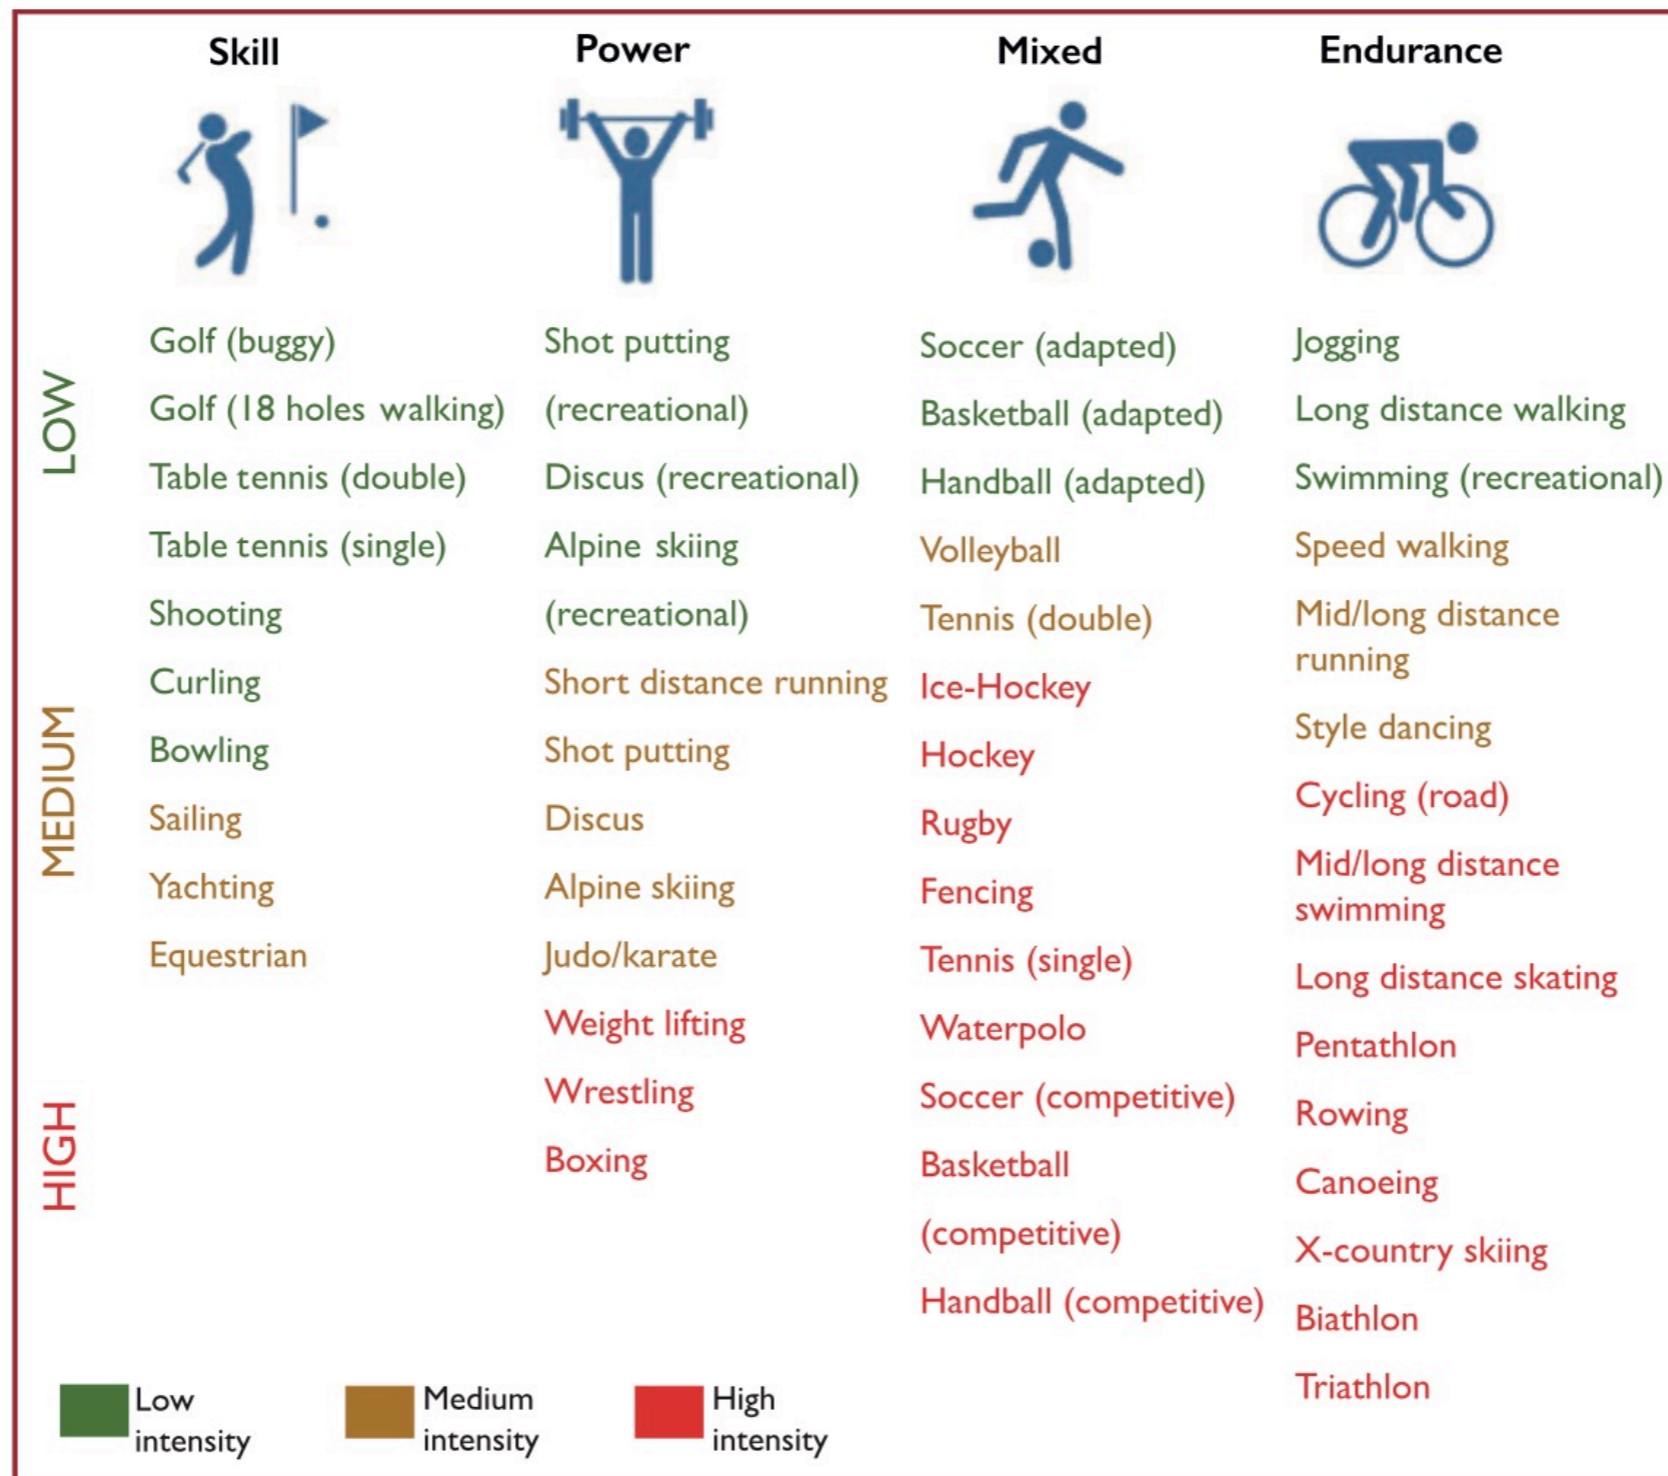 Skill
Power
Mixed
Endurance
LOW
MEDIUM
HIGH
Golf (buggy)
Golf (18 holes walking)
Table tennis (double)
Table tennis (single)
Shooting
Curling
Bowling
Sailing
Yachting
Equestrian
Shot putting
(recreational)
Discus (recreational)
Alpine skiing
(recreational)
Short distance running
Shot putting
Discus
Alpine skiing
Judo/karate
Weight lifting
Wrestling
Boxing
Soccer (adapted)
Basketball (adapted)
Handball (adapted)
Volleyball
Tennis (double)
Ice-Hockey
Hockey
Rugby
Fencing
Tennis (single)
Waterpolo
Soccer (competitive)
Basketball
(competitive)
Handball (competitive)
Jogging
Long distance walking
Swimming (recreational)
Speed walking
Mid/long distance
running
Style dancing
Cycling (road)
Mid/long distance
swimming
Long distance skating
Pentathlon
Rowing
Canoeing
X-country skiing
Biathlon
Triathlon
Low
intensity
Medium
intensity
High
intensity